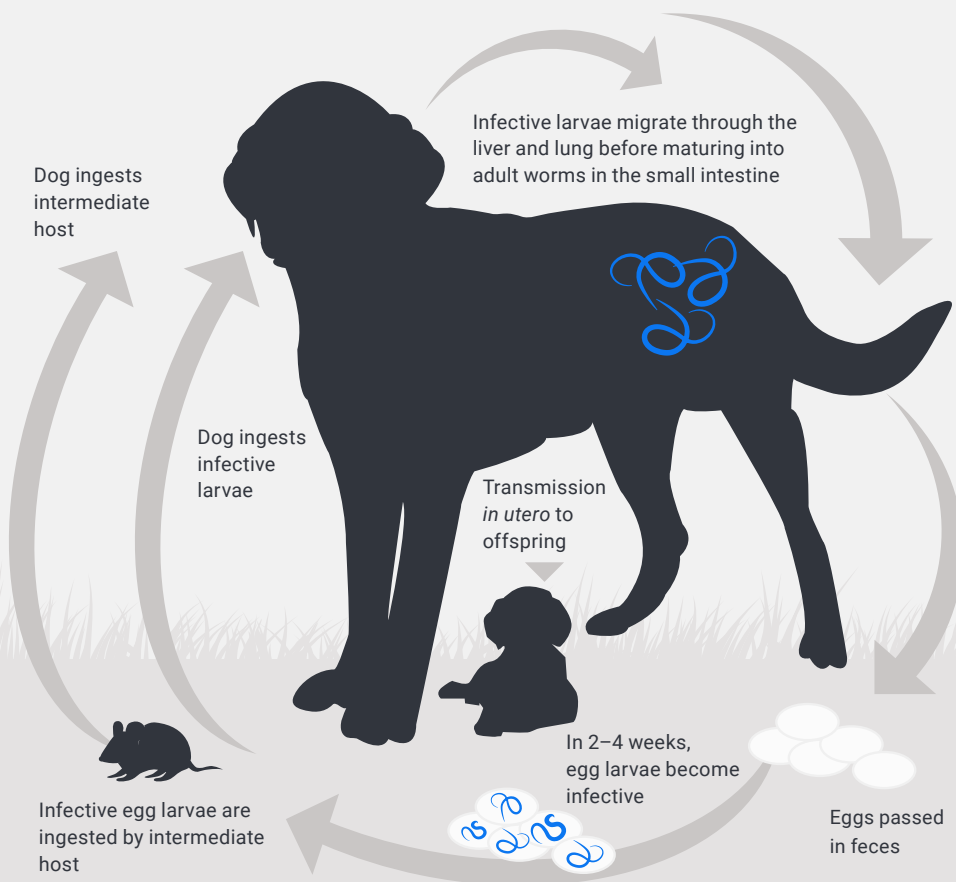 Infective larvae migrate through the
liver and lung before maturing into
adult worms in the small intestine
Dog ingests
intermediate
host
Dog ingests
infective
larvae
Transmission
in utero to
offspring
In 2–4 weeks,
egg larvae become
infective
Eggs passed
in feces
Infective egg larvae are
ingested by intermediate
host